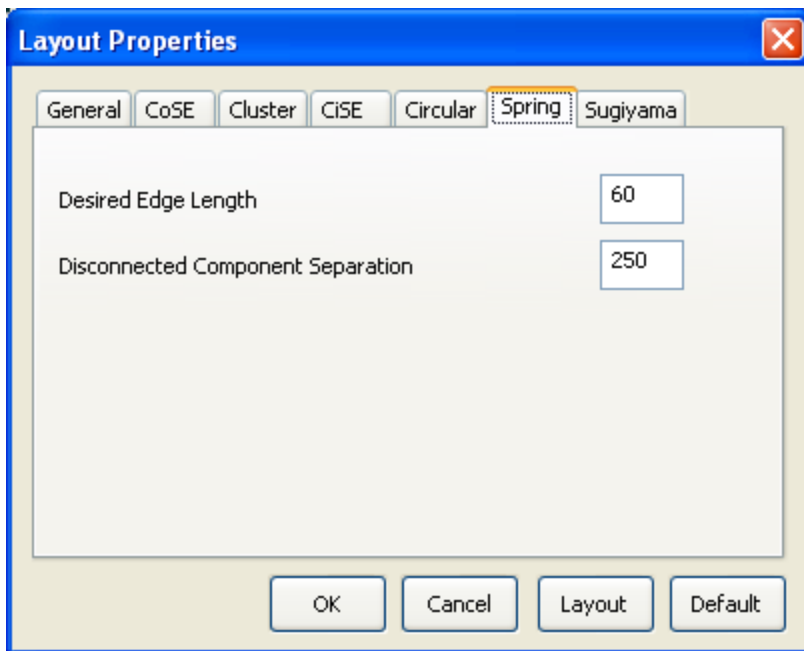 Layout Properties
General CoSE Cluster CiSE Circular Spring Sugiyama
Desired Edge Length 60
Disconnected Component Separation 250
OK Cancel Layout Default